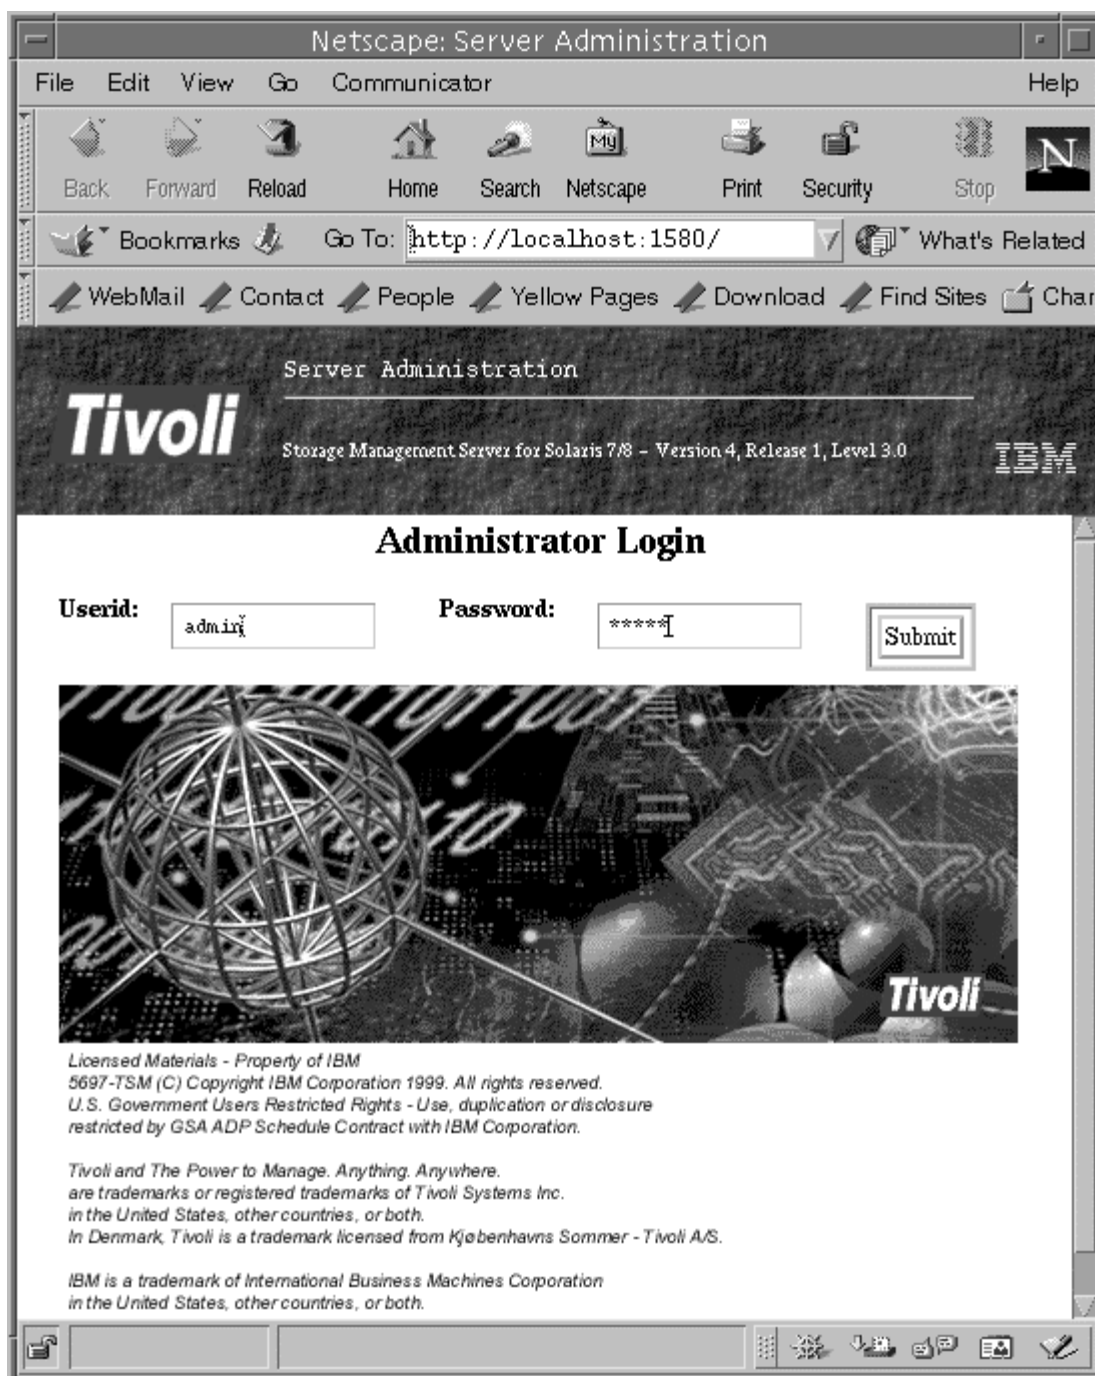 Netscape: Server Administration
File Edit View Go Communicator Help
My N
Back Forward Reload Home Search Netscape Print Security Stop
Bookmarks Go To: http://localhost:1580/ What's Related
WebMail Contact People Yellow Pages Download Find Sites Char
Server Administration
Tivoli
Storage Management Server for Solaris 7/8 – Version 4, Release 1, Level 3.0
IBM
Administrator Login
Userid: admin Password: ***** Submit
Tivoli
Licensed Materials - Property of IBM
5697-TSM (C) Copyright IBM Corporation 1999. All rights reserved.
U.S. Government Users Restricted Rights - Use, duplication or disclosure
restricted by GSA ADP Schedule Contract with IBM Corporation.
Tivoli and The Power to Manage. Anything. Anywhere.
are trademarks or registered trademarks of Tivoli Systems Inc.
in the United States, other countries, or both.
In Denmark, Tivoli is a trademark licensed from Kjøbenhavns Sommer - Tivoli A/S.
IBM is a trademark of International Business Machines Corporation
in the United States, other countries, or both.